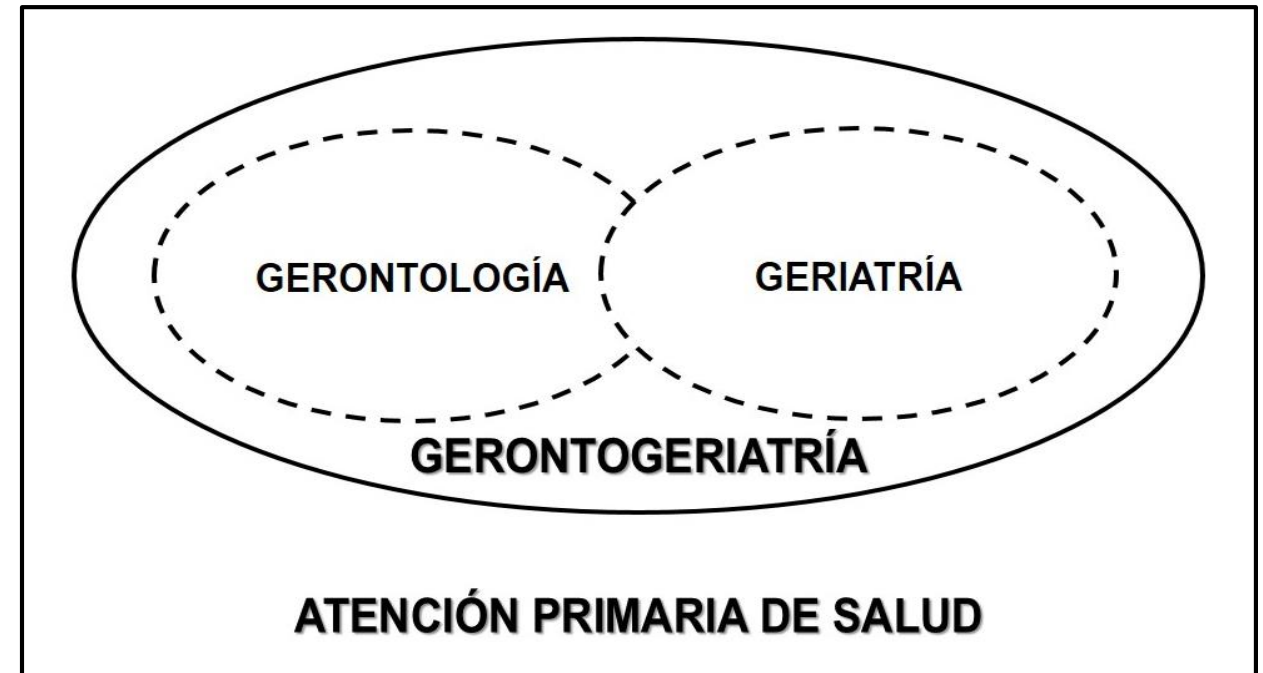 GERONTOLOGÍA
GERIATRÍA
GERONTOGERIATRÍA
ATENCIÓN PRIMARIA DE SALUD